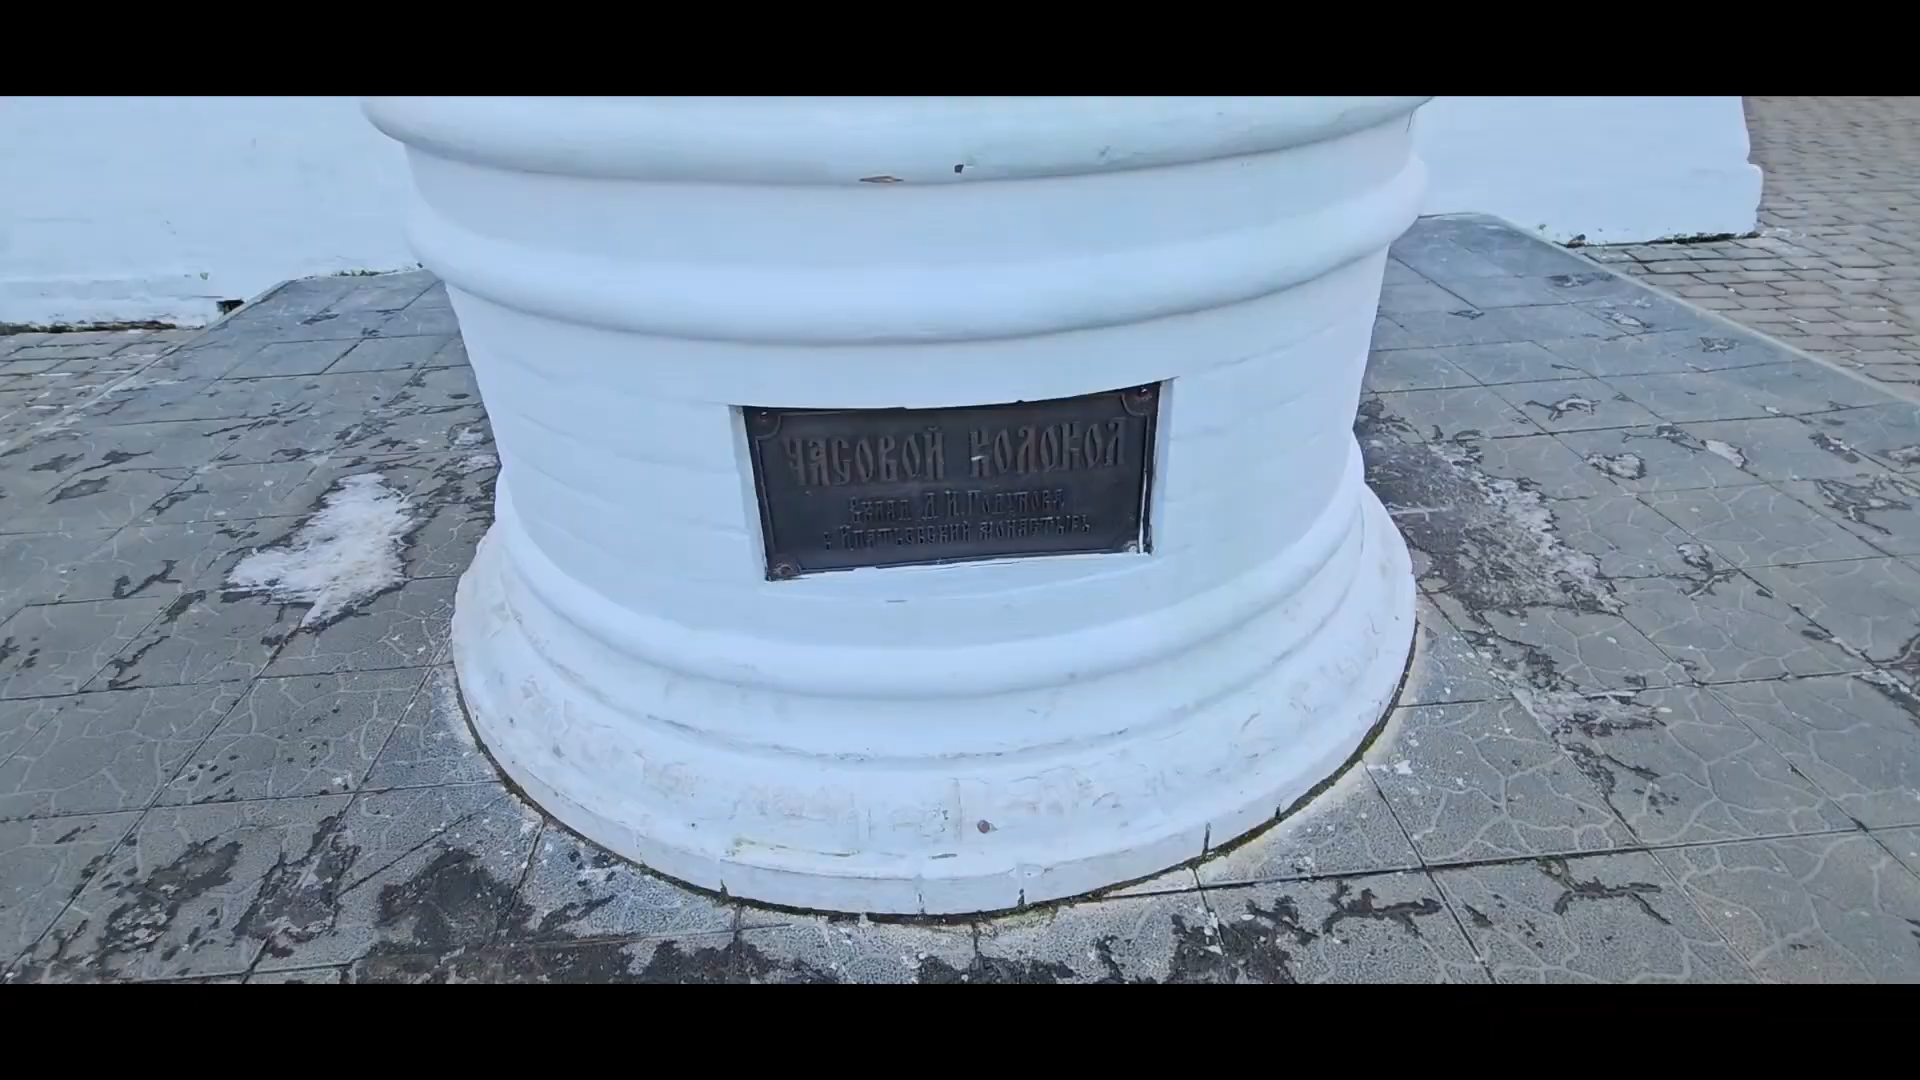 Часовой колокол
Вклад Д.И.Годунова
в Ипатьевский монастырь